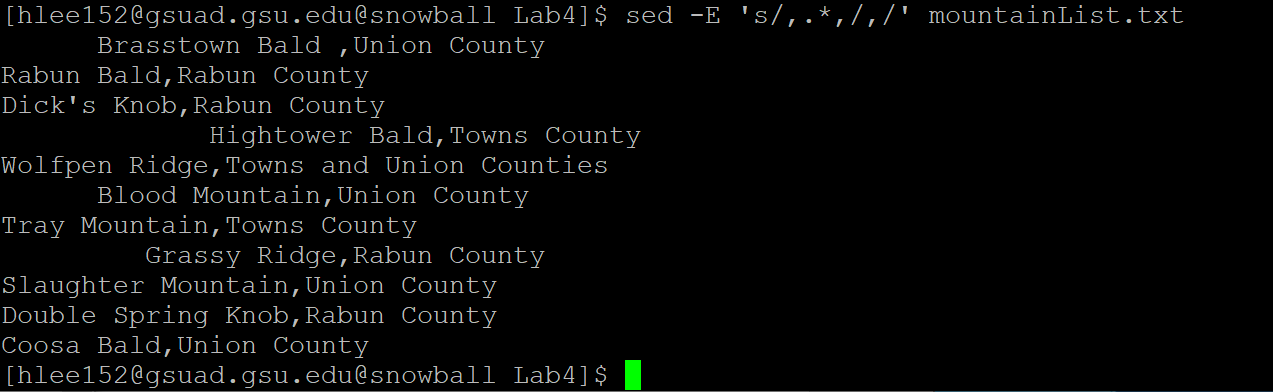 [hlee152@gsuad.gsu.edu@snowball Lab4]$ sed -E 's/,.*,/,/' mountainList.txt
      Brasstown Bald ,Union County
Rabun Bald,Rabun County
Dick's Knob,Rabun County
             Hightower Bald,Towns County
Wolfpen Ridge,Towns and Union Counties
      Blood Mountain,Union County
Tray Mountain,Towns County
         Grassy Ridge,Rabun County
Slaughter Mountain,Union County
Double Spring Knob,Rabun County
Coosa Bald,Union County
[hlee152@gsuad.gsu.edu@snowball Lab4]$